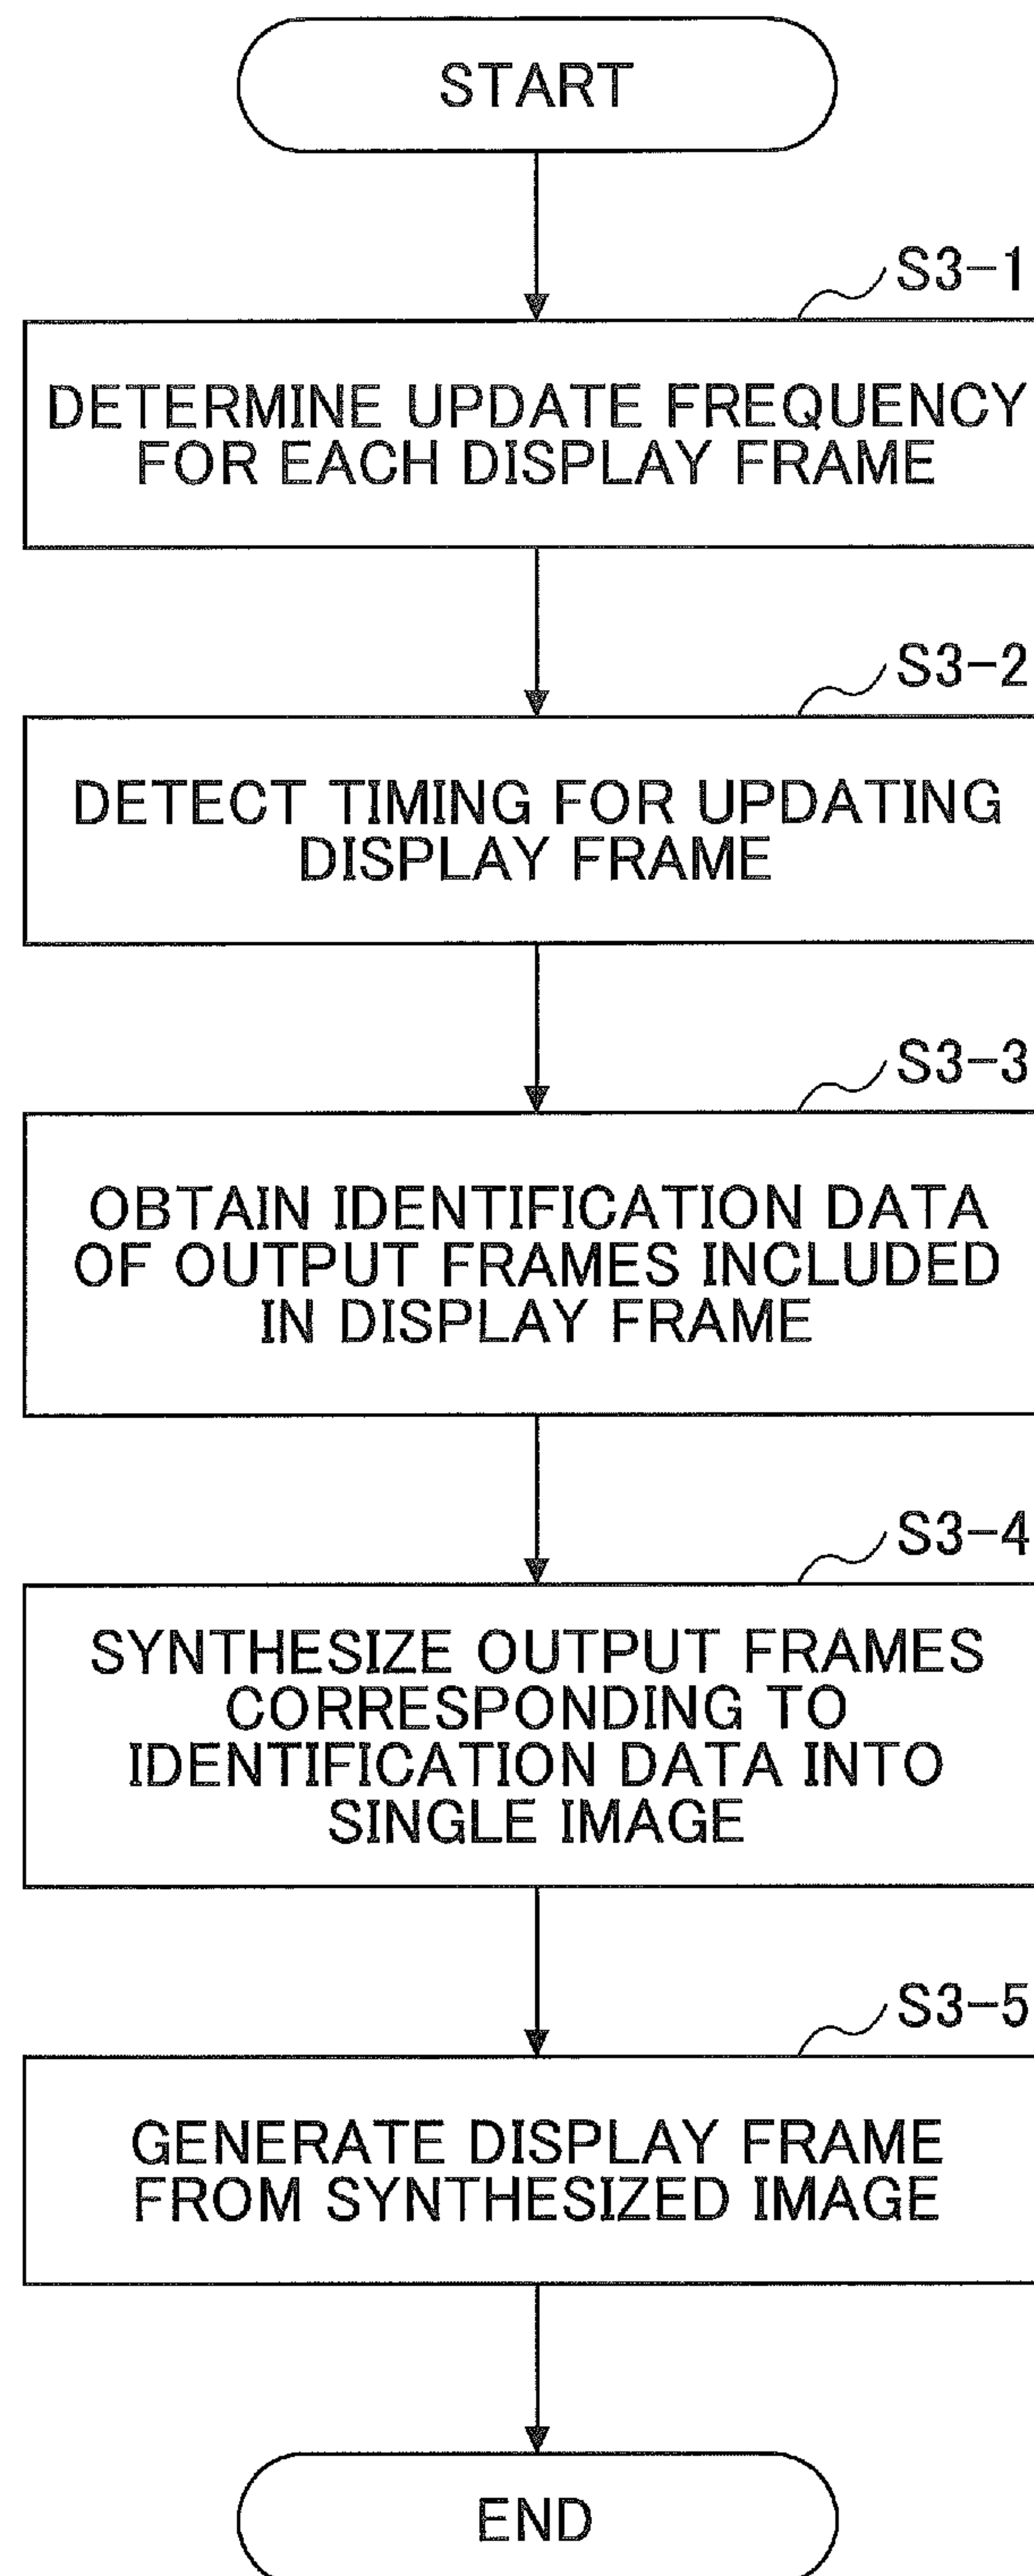 START
S3-1
DETERMINE UPDATE FREQUENCY
FOR EACH DISPLAY FRAME
S3-2
DETECT TIMING FOR UPDATING
DISPLAY FRAME
S3-3
OBTAIN IDENTIFICATION DATA
OF OUTPUT FRAMES INCLUDED
IN DISPLAY FRAME
S3-4
SYNTHESIZE OUTPUT FRAMES
CORRESPONDING TO
IDENTIFICATION DATA INTO
SINGLE IMAGE
S3-5
GENERATE DISPLAY FRAME
FROM SYNTHESIZED IMAGE
END